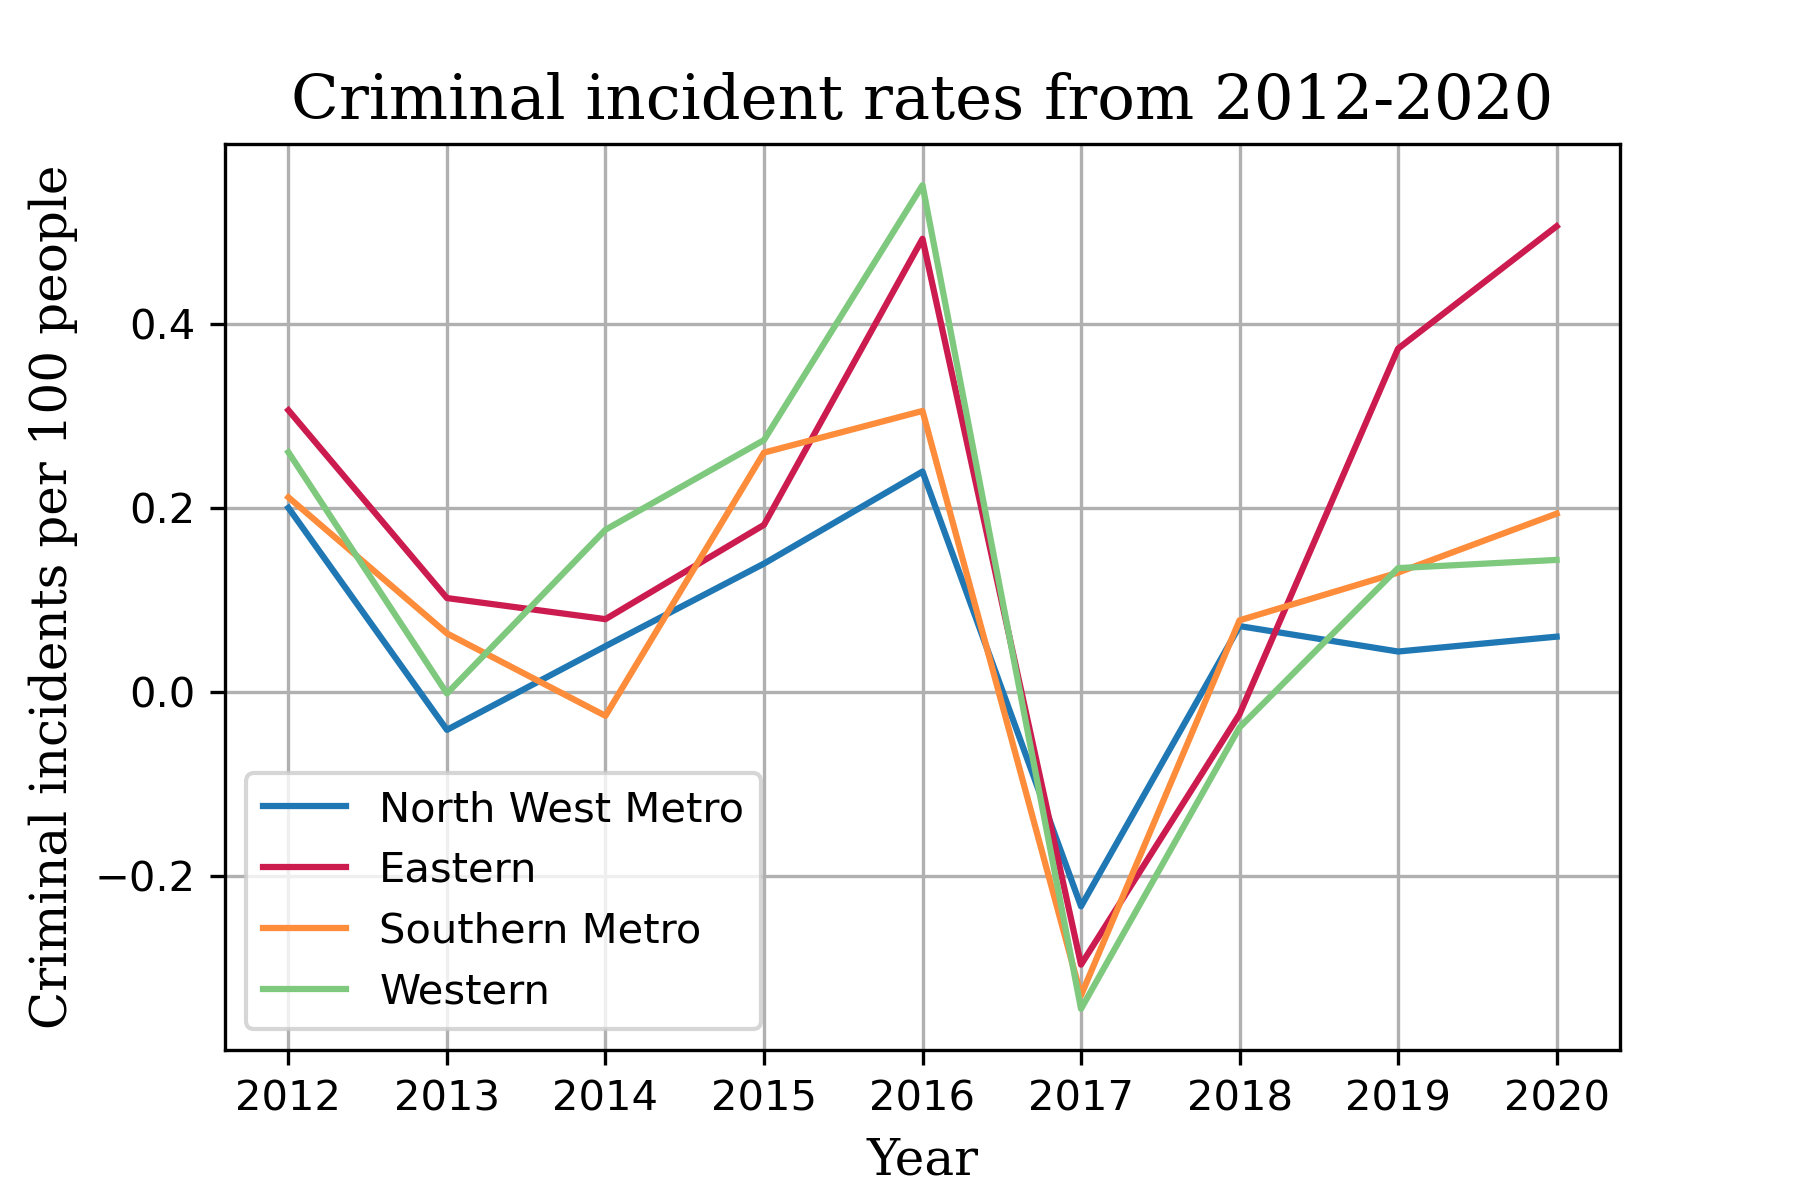 Criminal incident rates from 2012-2020
Criminal incidents per 100 people
0.4
0.2
0.0
−0.2
North West Metro
Eastern
Southern Metro
Western
2012 2013 2014 2015 2016 2017 2018 2019 2020
Year